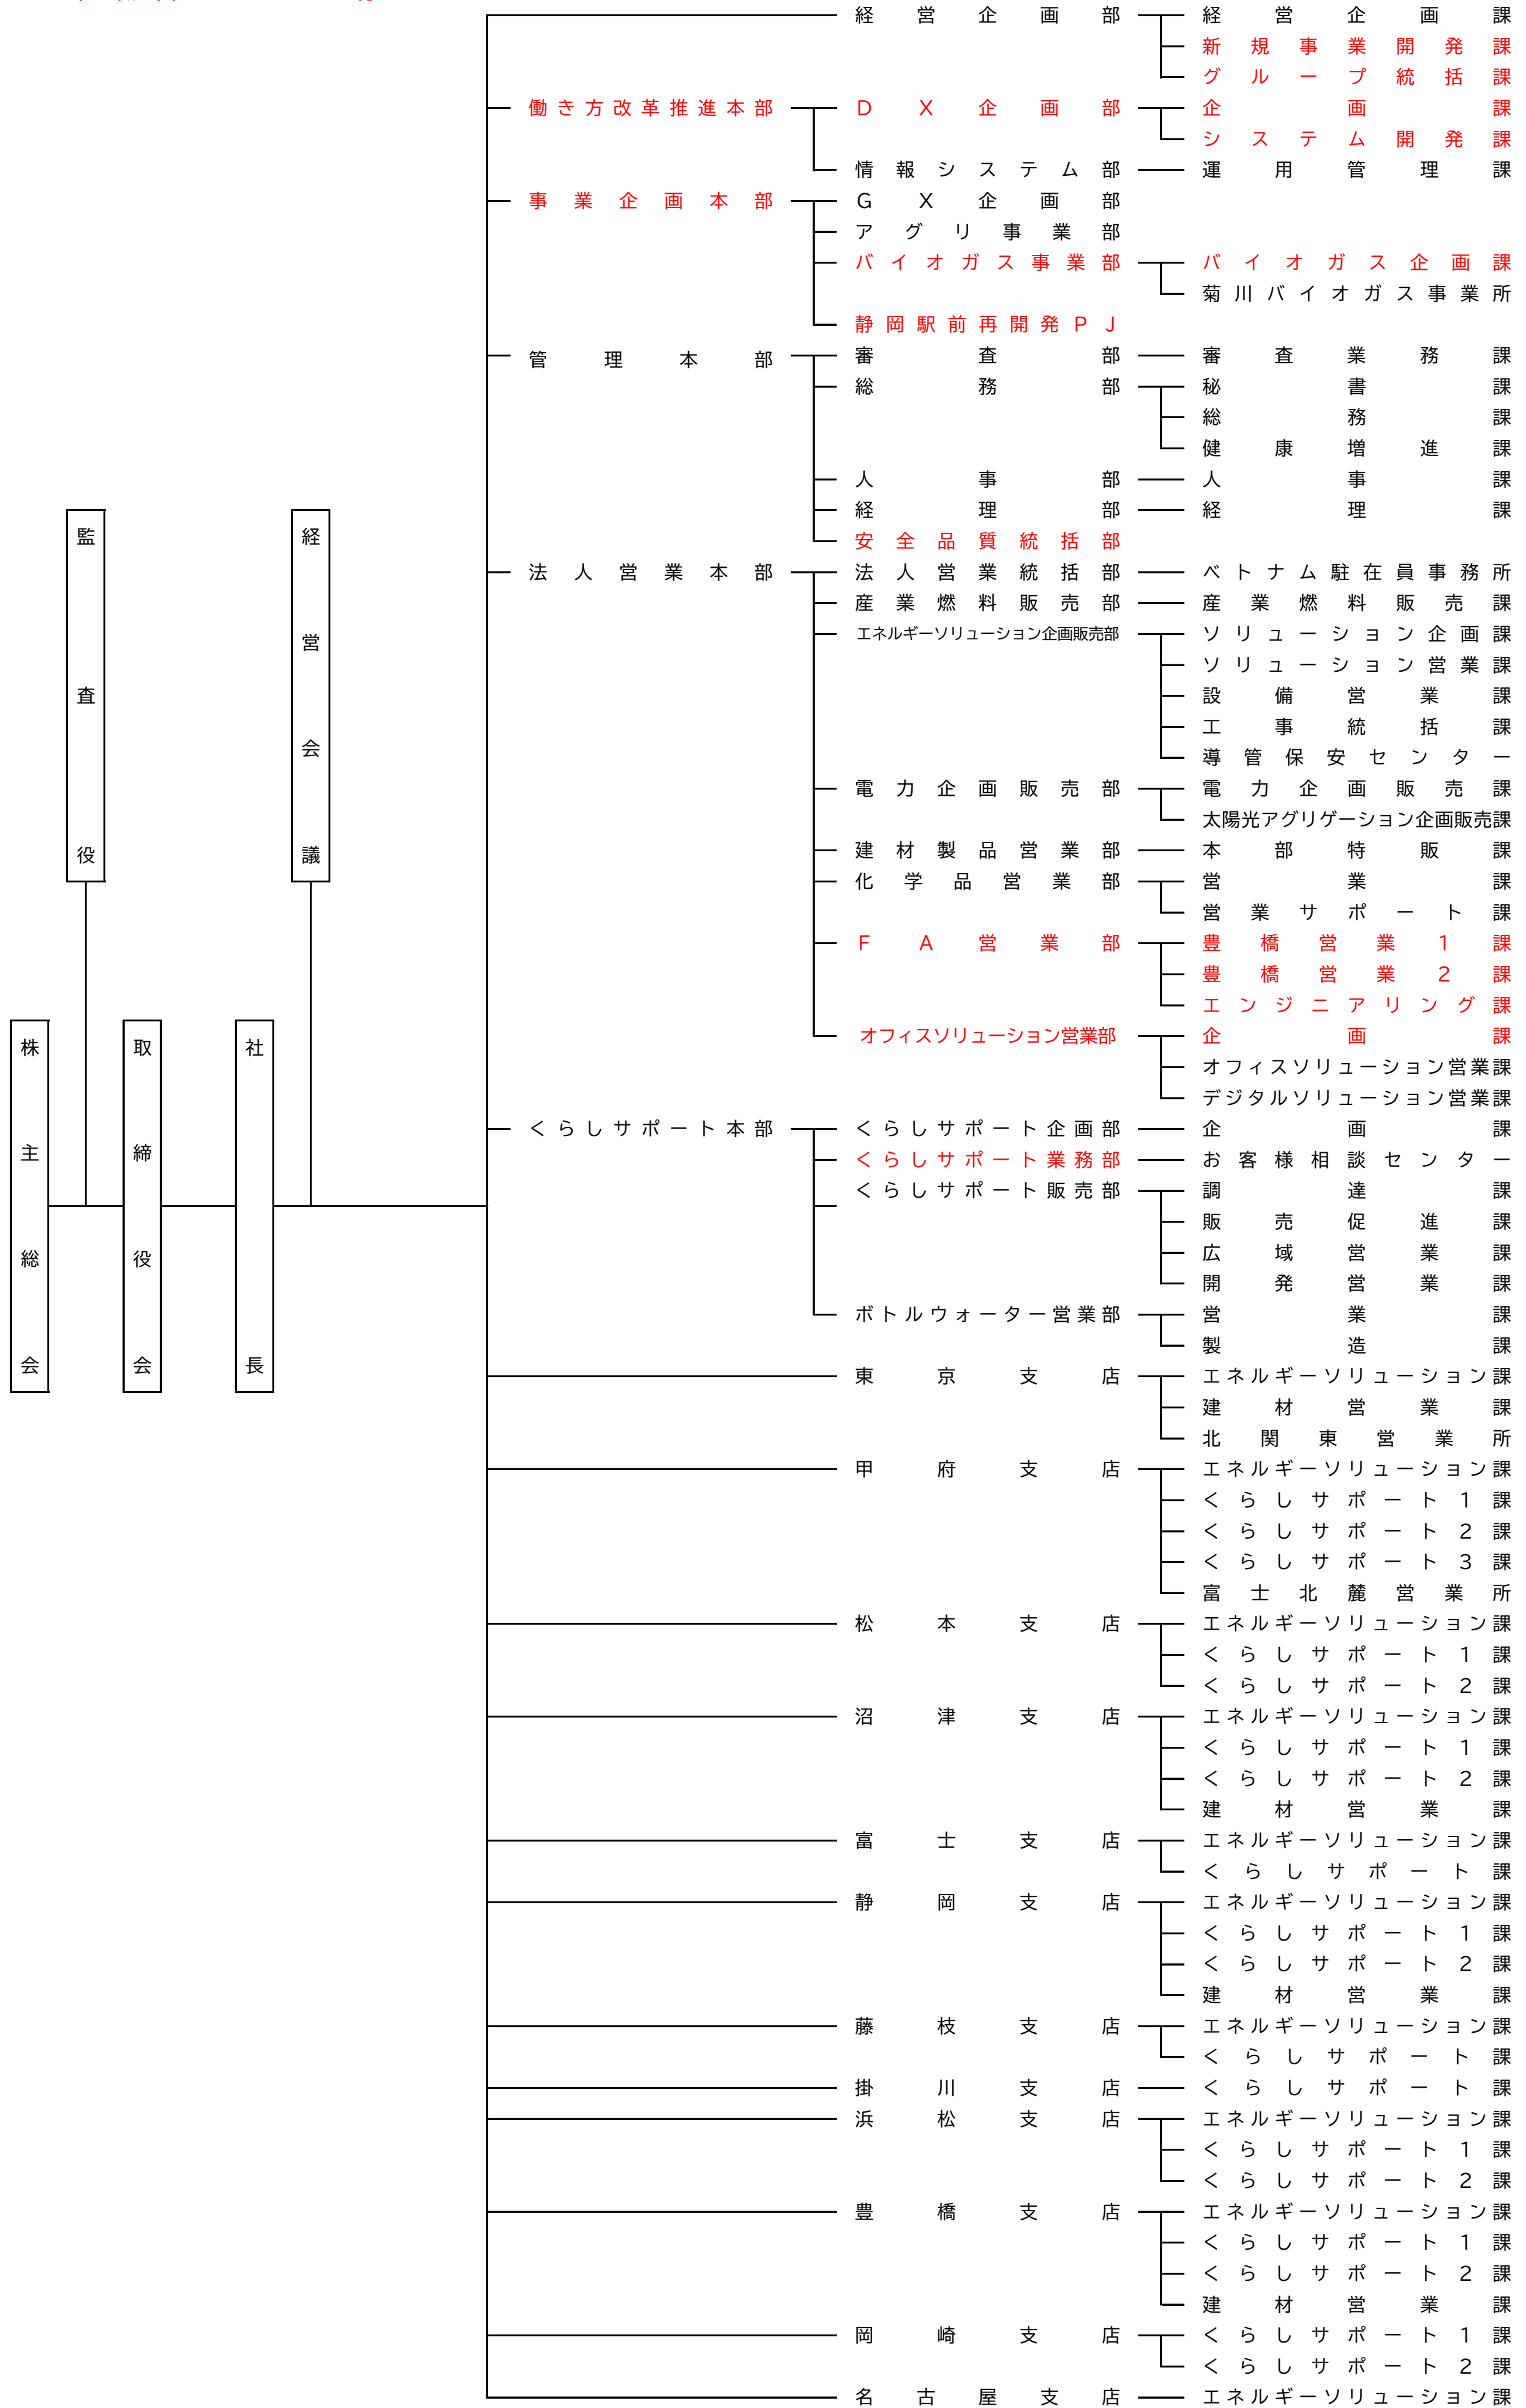 経営企画部 経営企画課
新規事業開発課
グループ統括課
働き方改革推進本部 DX企画部 企画課
システム開発課
情報システム部 運用管理課
事業企画本部 GX企画部
アグリ事業部
バイオガス事業部 バイオガス企画課
菊川バイオガス事業所
静岡駅前再開発PJ
管理本部 審査部 審査業務課
総務部 秘書課
総務課
健康増進課
人事部 人事課
経理部 経理課
安全品質統括部
法人営業本部 法人営業統括部 ベトナム駐在員事務所
産業燃料販売部 産業燃料販売課
エネルギーソリューション企画販売部 ソリューション企画課
ソリューション営業課
設備営業課
工事統括課
導管保安センター
電力企画販売部 電力企画販売課
太陽光アグリゲーション企画販売課
建材製品営業部 本部特販課
化学品営業部 営業課
営業サポート課
FA営業部 豊橋営業1課
豊橋営業2課
エンジニアリング課
オフィスソリューション営業部 企画課
オフィスソリューション営業課
デジタルソリューション営業課
監査役
経営会議
株主総会
取締役会
社長
くらしサポート本部 くらしサポート企画部 企画課
くらしサポート業務部 お客様相談センター
くらしサポート販売部 調達課
販売促進課
広域営業課
開発営業課
ボトルウォーター営業部 営業課
製造課
東京支店 エネルギーソリューション課
建材営業課
北関東営業所
甲府支店 エネルギーソリューション課
くらしサポート1課
くらしサポート2課
くらしサポート3課
富士北麓営業所
松本支店 エネルギーソリューション課
くらしサポート1課
くらしサポート2課
沼津支店 エネルギーソリューション課
くらしサポート1課
くらしサポート2課
建材営業課
富士支店 エネルギーソリューション課
くらしサポート課
静岡支店 エネルギーソリューション課
くらしサポート1課
くらしサポート2課
建材営業課
藤枝支店 エネルギーソリューション課
くらしサポート課
掛川支店 くらしサポート課
浜松支店 エネルギーソリューション課
くらしサポート1課
くらしサポート2課
豊橋支店 エネルギーソリューション課
くらしサポート1課
くらしサポート2課
建材営業課
岡崎支店 くらしサポート1課
くらしサポート2課
名古屋支店 エネルギーソリューション課